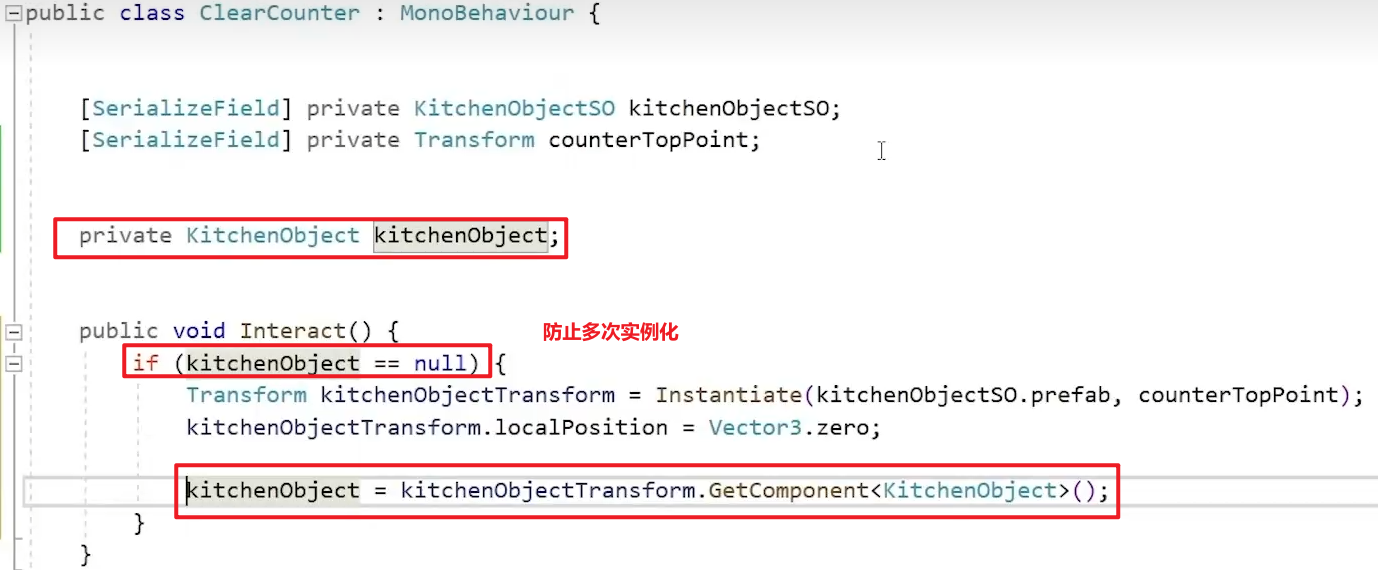 public class ClearCounter : MonoBehaviour {
[SerializeField] private KitchenObjectSO kitchenObjectSO;
[SerializeField] private Transform counterTopPoint;
private KitchenObject kitchenObject;
public void Interact() {
防止多次实例化
if (kitchenObject == null) {
Transform kitchenObjectTransform = Instantiate(kitchenObjectSO.prefab, counterTopPoint);
kitchenObjectTransform.localPosition = Vector3.zero;
kitchenObject = kitchenObjectTransform.GetComponent<KitchenObject>();
}
}